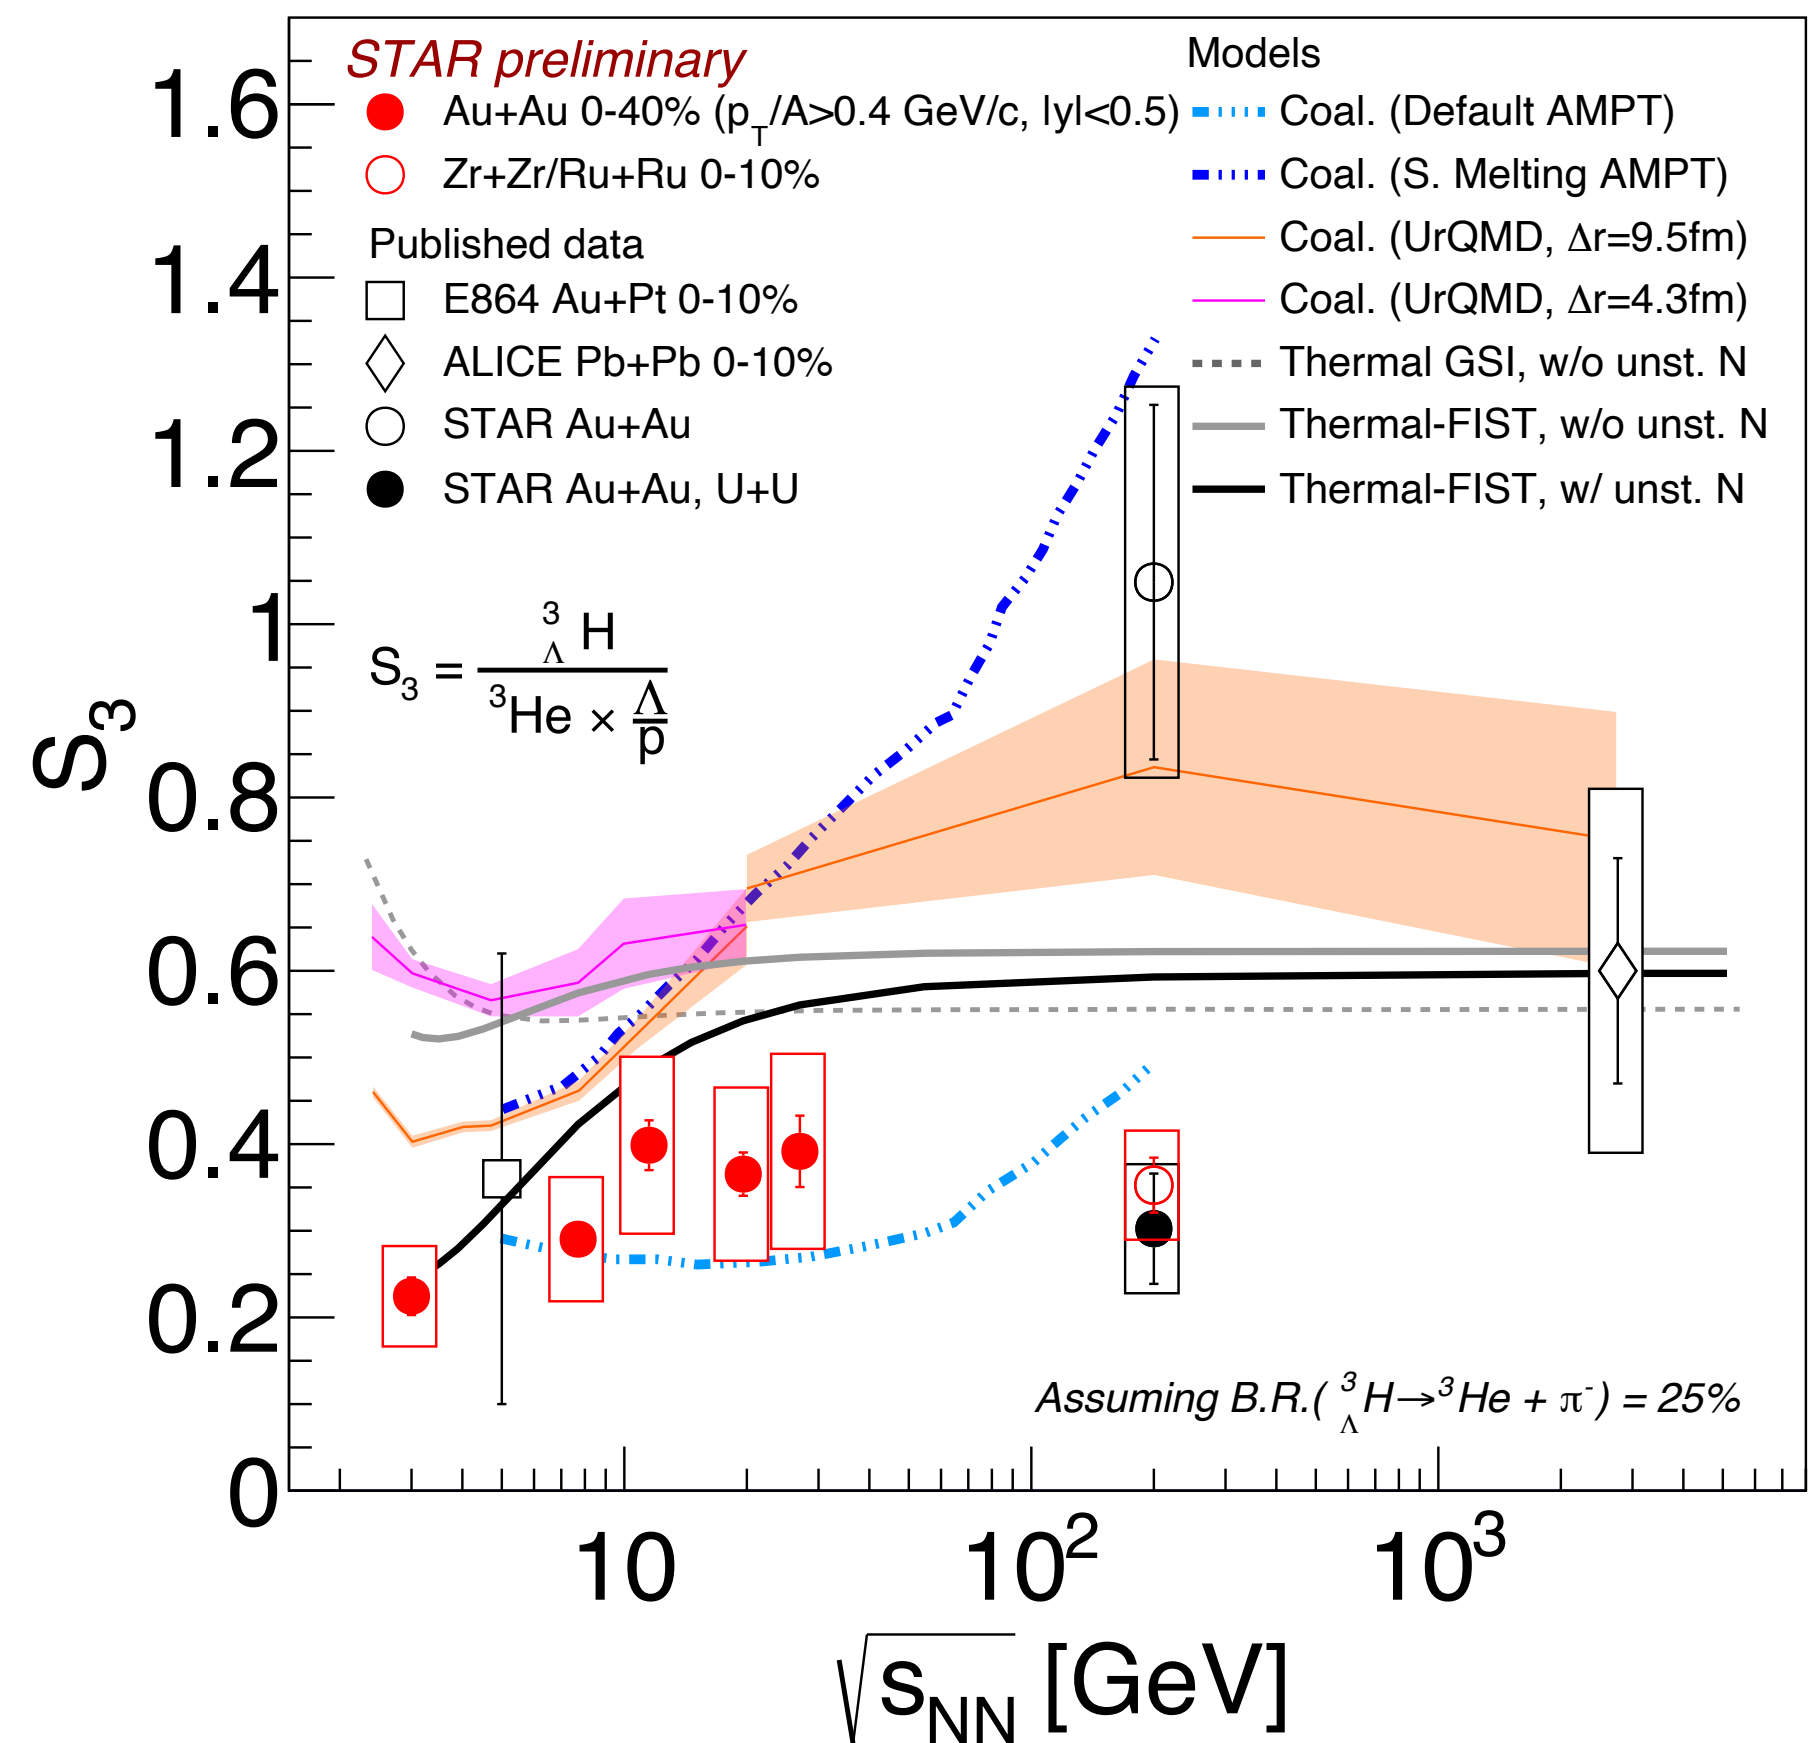 STAR preliminary
Au+Au 0-40% (p_T/A>0.4 GeV/c, |y|<0.5)
Zr+Zr/Ru+Ru 0-10%
Published data
E864 Au+Pt 0-10%
ALICE Pb+Pb 0-10%
STAR Au+Au
STAR Au+Au, U+U
Models
Coal. (Default AMPT)
Coal. (S. Melting AMPT)
Coal. (UrQMD, Δr=9.5fm)
Coal. (UrQMD, Δr=4.3fm)
Thermal GSI, w/o unst. N
Thermal-FIST, w/o unst. N
Thermal-FIST, w/ unst. N
S₃ = ³_ΛH / (³He × Λ/p)
S₃
1.6
1.4
1.2
1
0.8
0.6
0.4
0.2
0
Assuming B.R.(³_ΛH→³He + π⁻) = 25%
10
10²
10³
√s_NN [GeV]